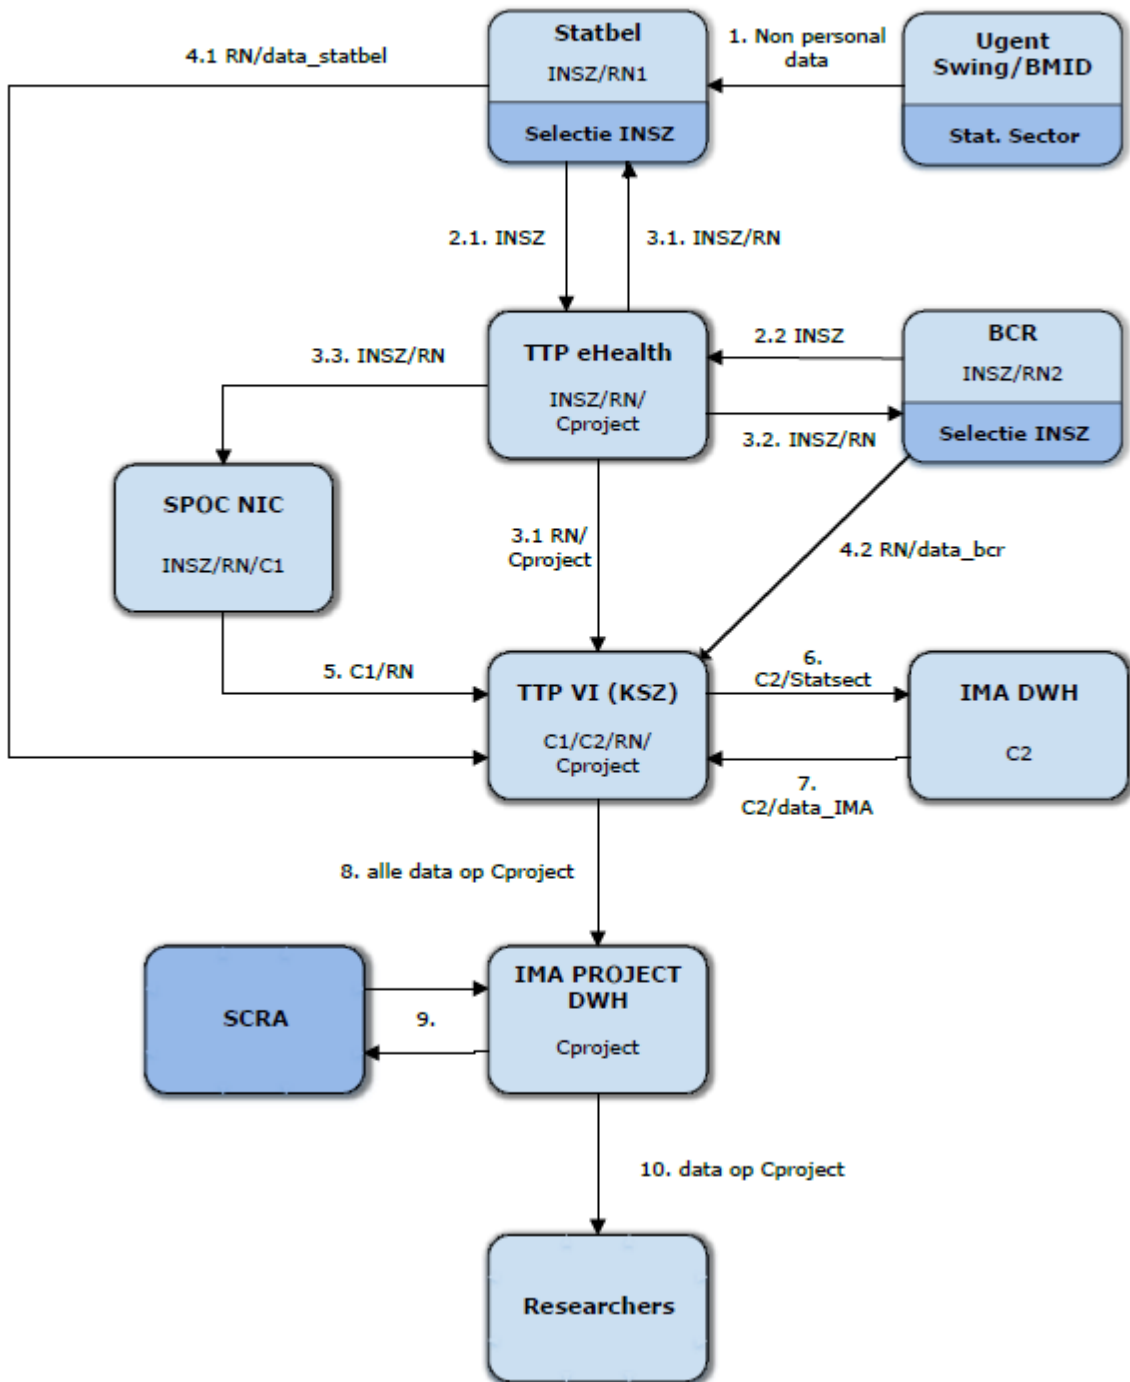 Statbel
INSZ/RN1
Selectie INSZ
1. Non personal
data
Ugent
Swing/BMID
Stat. Sector
4.1 RN/data_statbel
2.1. INSZ
3.1. INSZ/RN
TTP eHealth
INSZ/RN/
Cproject
2.2 INSZ
3.2. INSZ/RN
BCR
INSZ/RN2
Selectie INSZ
3.3. INSZ/RN
SPOC NIC
INSZ/RN/C1
3.1 RN/
Cproject
4.2 RN/data_bcr
5. C1/RN
TTP VI (KSZ)
C1/C2/RN/
Cproject
6.
C2/Statsect
7.
C2/data_IMA
IMA DWH
C2
8. alle data op Cproject
SCRA
9.
IMA PROJECT
DWH
Cproject
10. data op Cproject
Researchers